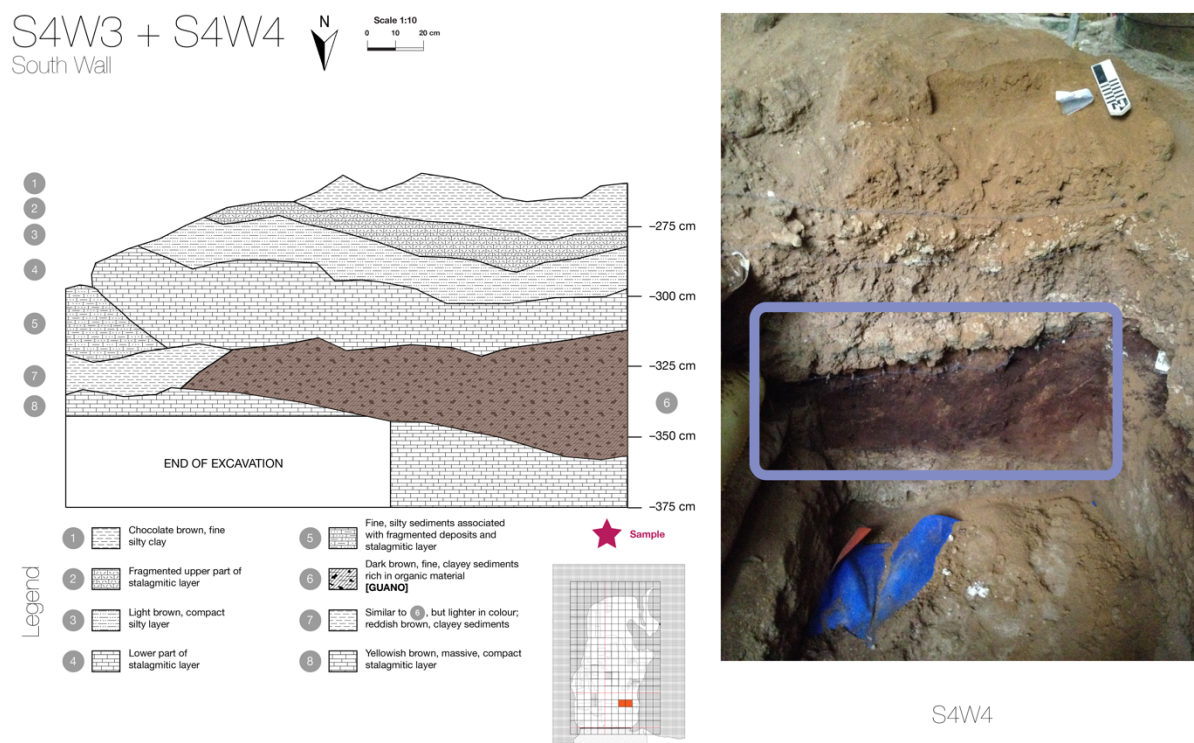 S4W3 + S4W4
South Wall
N
Scale 1:10
0 10 20 cm
1
2
3
4
5
7
8
6
–275 cm
–300 cm
–325 cm
–350 cm
–375 cm
END OF EXCAVATION
Legend
1 Chocolate brown, fine
silty clay
2 Fragmented upper part of
stalagmitic layer
3 Light brown, compact
silty layer
4 Lower part of
stalagmitic layer
5 Fine, silty sediments associated
with fragmented deposits and
stalagmitic layer
6 Dark brown, fine, clayey sediments
rich in organic material
[GUANO]
7 Similar to 6, but lighter in colour;
reddish brown, clayey sediments
8 Yellowish brown, massive, compact
stalagmitic layer
Sample
S4W4